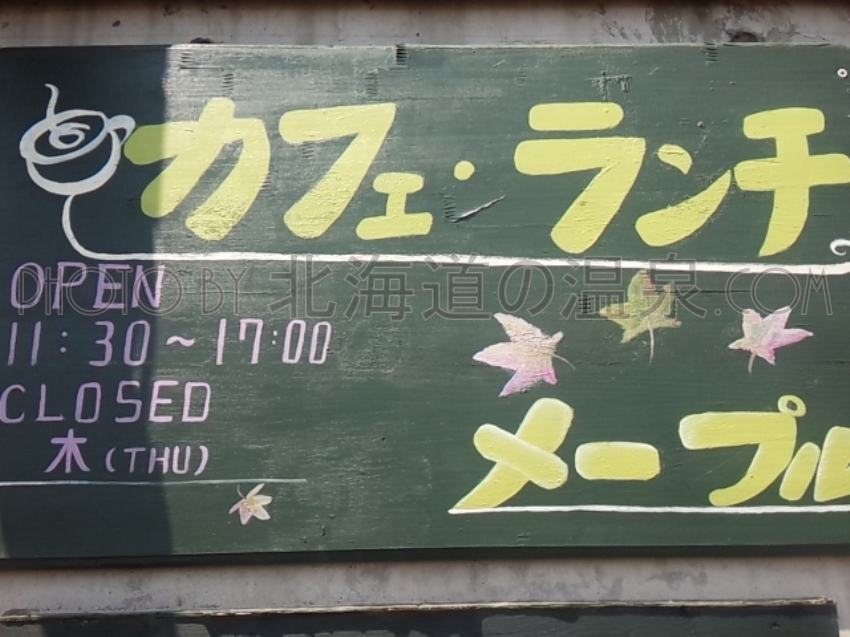 カフェ・ランチ
OPEN
11:30~17:00
CLOSED
木(THU)
メープル
PHOTO BY 北海道の温泉.COM